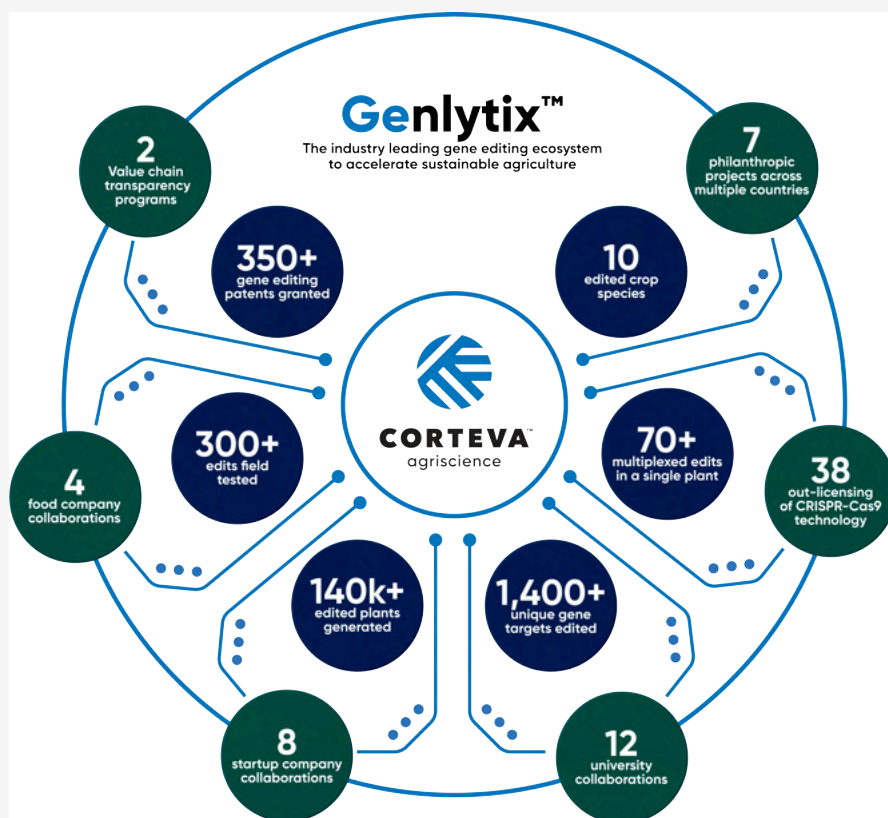 Genlytix™
The industry leading gene editing ecosystem
to accelerate sustainable agriculture
2
Value chain
transparency
programs
7
philanthropic
projects across
multiple countries
350+
gene editing
patents granted
10
edited crop
species
CORTEVA™
agriscience
300+
edits field
tested
70+
multiplexed edits
in a single plant
4
food company
collaborations
38
out-licensing
of CRISPR-Cas9
technology
140k+
edited plants
generated
1,400+
unique gene
targets edited
8
startup company
collaborations
12
university
collaborations